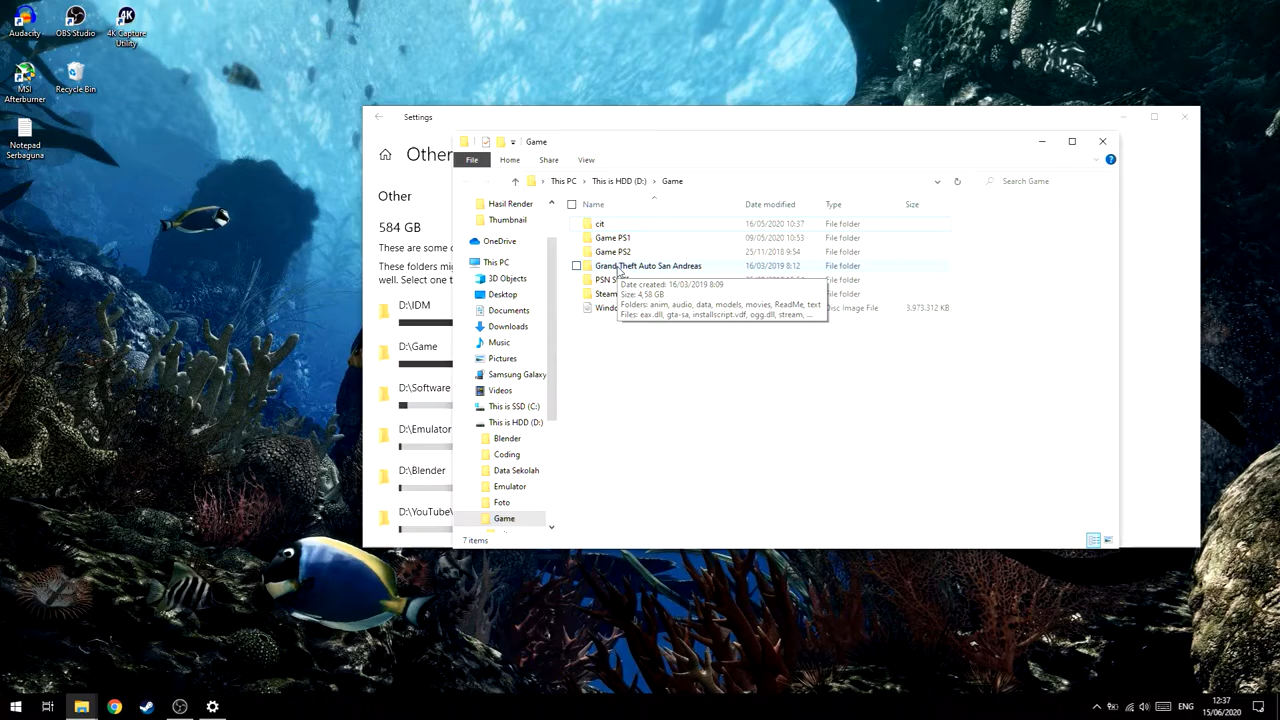 Audacity
OBS Studio
4K Capture
Utility
MSI
Afterburner
Recycle Bin
Notepad
Serbaguna
Settings
Other
Other
584 GB
These are some o
These folders mig
well. Select one t
D:\IDM
D:\Game
D:\Software
D:\Emulator
D:\Blender
D:\YouTube\
Game
File
Home
Share
View
This PC
This is HDD (D:)
Game
Search Game
Hasil Render
Thumbnail
OneDrive
This PC
3D Objects
Desktop
Documents
Downloads
Music
Pictures
Samsung Galaxy
Videos
This is SSD (C:)
This is HDD (D:)
Blender
Coding
Data Sekolah
Emulator
Foto
Game
Name Date modified Type Size
cit 16/05/2020 10:37 File folder
Game PS1 09/05/2020 10:53 File folder
Game PS2 25/11/2018 9:54 File folder
Grand Theft Auto San Andreas 16/03/2019 8:12 File folder
PSN S File folder
Steam File folder
Windo Disc Image File 3.973.312 KB
Date created: 16/03/2019 8:09
Size: 4,58 GB
Folders: anim, audio, data, models, movies, ReadMe, text
Files: eax.dll, gta-sa, installscript.vdf, ogg.dll, stream, ...
7 items
ENG
12:37
15/06/2020